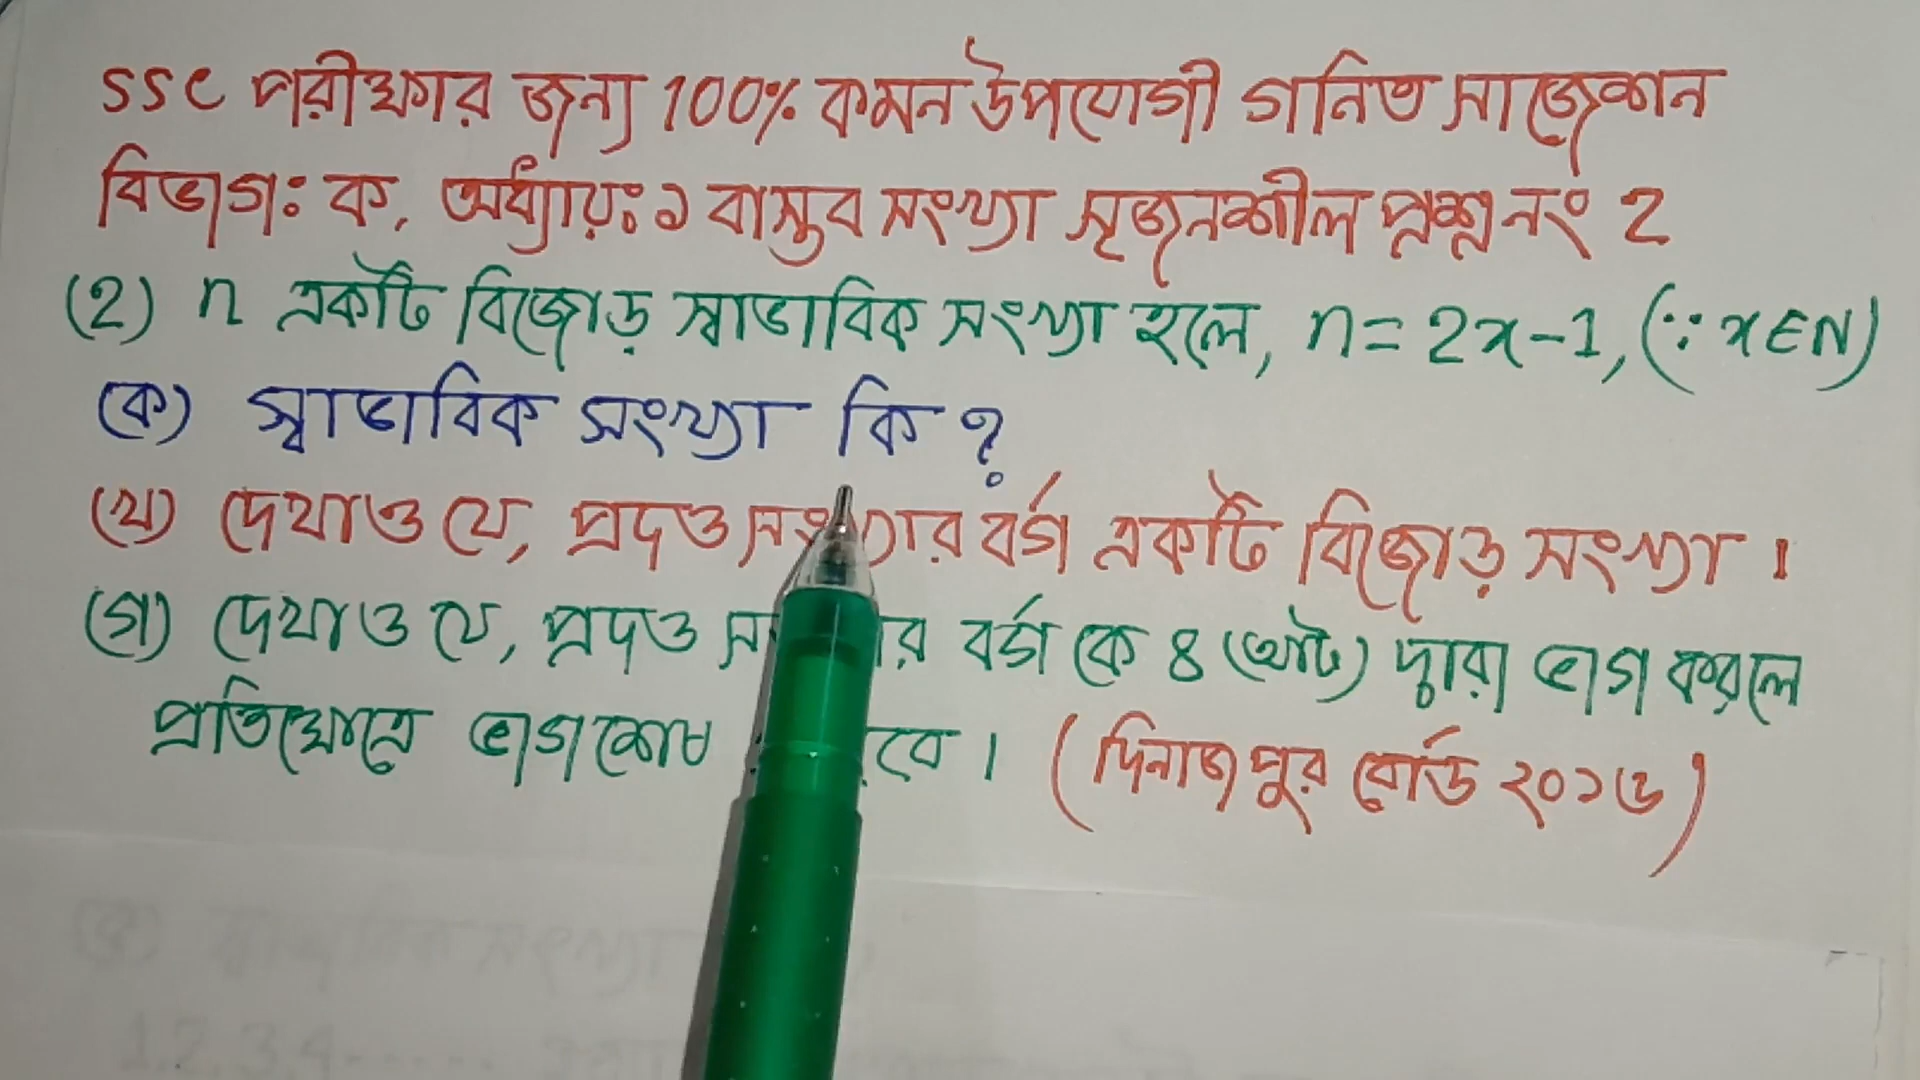 SSC পরীক্ষার জন্য 100% কমন উপযোগী গনিত সাজেশন
বিভাগঃ ক, অধ্যায়ঃ ১ বাস্তব সংখ্যা সৃজনশীল প্রশ্ন নং 2
(2) n একটি বিজোড় স্বাভাবিক সংখ্যা হলে, n = 2x-1, (∵ x∈N)
(ক) স্বাভাবিক সংখ্যা কি ?
(খ) দেখাও যে, প্রদত্ত সংখ্যার বর্গ একটি বিজোড় সংখ্যা ।
(গ) দেখাও যে, প্রদত্ত বর্গ কে 8 (আট) দ্বারা ভাগ করলে
প্রতিক্ষেত্রে ভাগশেষ ।
(দিনাজপুর বোর্ড ২০১৬)